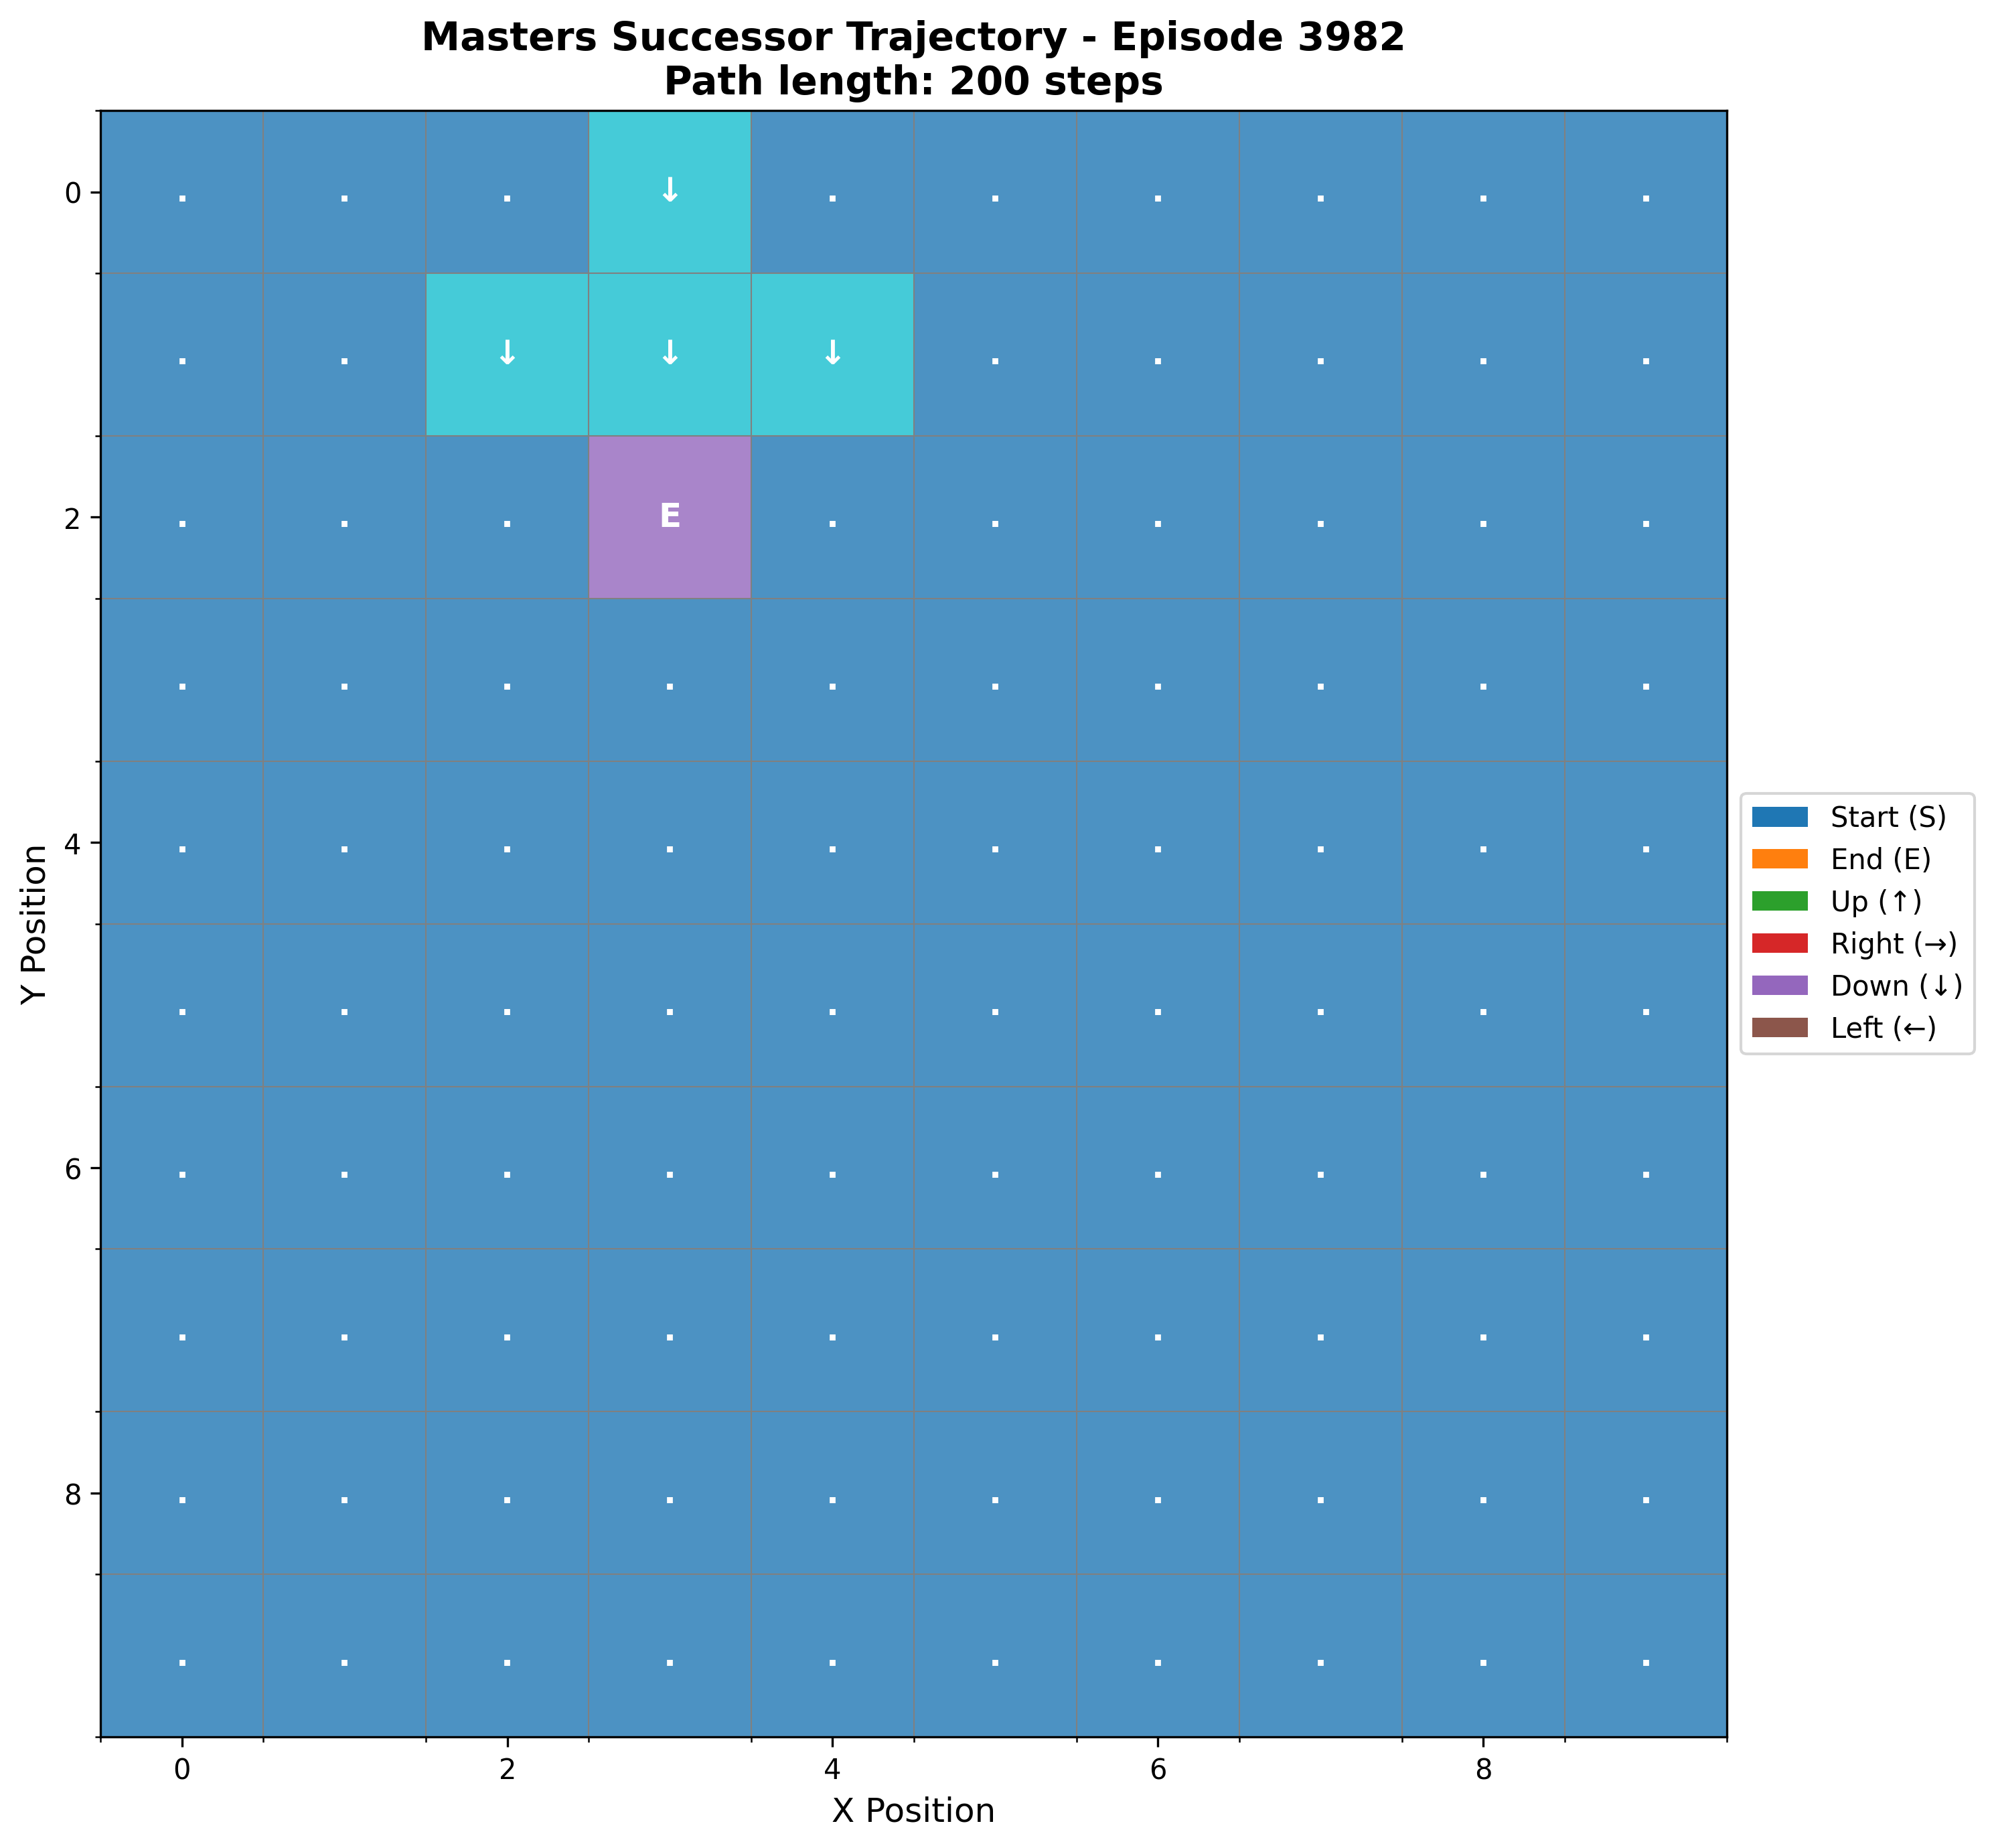 Masters Successor Trajectory - Episode 3982
Path length: 200 steps
0
↓
↓ ↓ ↓
2
E
4
6
8
Y Position
0 2 4 6 8
X Position
Start (S)
End (E)
Up (↑)
Right (→)
Down (↓)
Left (←)